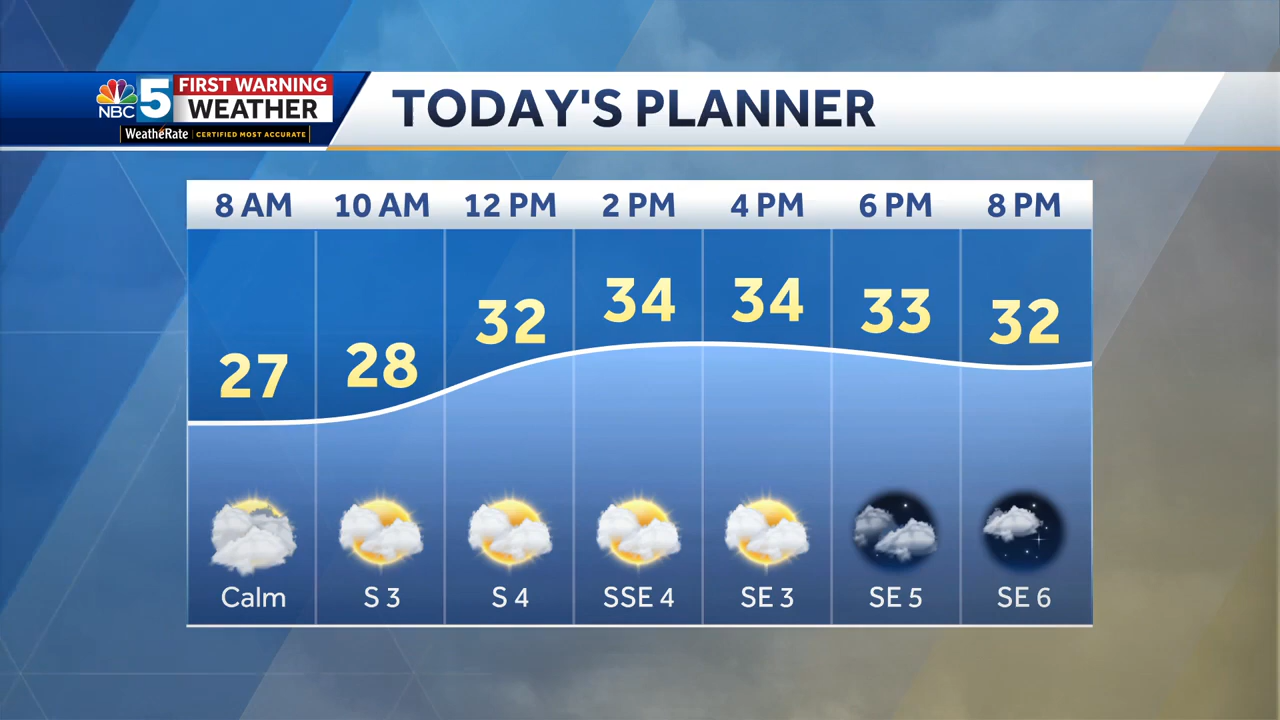 NBC 5 FIRST WARNING
WEATHER
WeatheRate CERTIFIED MOST ACCURATE
TODAY'S PLANNER
8 AM 10 AM 12 PM 2 PM 4 PM 6 PM 8 PM
27 28 32 34 34 33 32
Calm S 3 S 4 SSE 4 SE 3 SE 5 SE 6